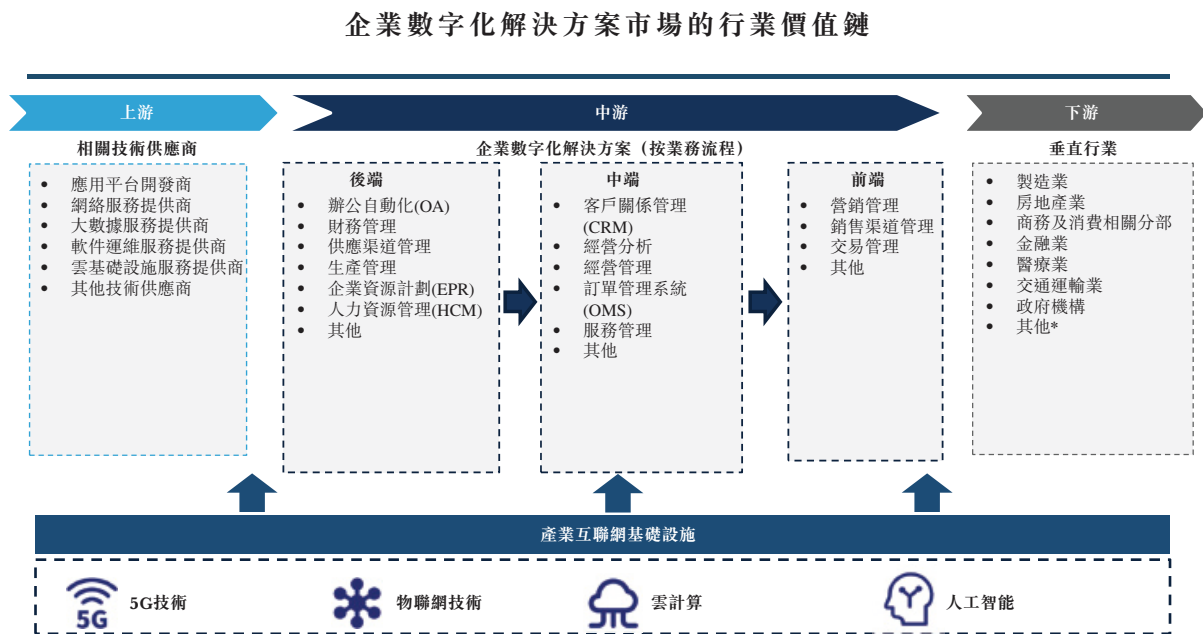 企業數字化解決方案市場的行業價值鏈
上游
中游
下游
相關技術供應商
企業數字化解決方案（按業務流程）
垂直行業
• 應用平台開發商
• 網絡服務提供商
• 大數據服務提供商
• 軟件運維服務提供商
• 雲基礎設施服務提供商
• 其他技術供應商
後端
• 辦公自動化(OA)
• 財務管理
• 供應渠道管理
• 生產管理
• 企業資源計劃(EPR)
• 人力資源管理(HCM)
• 其他
中端
• 客戶關係管理
(CRM)
• 經營分析
• 經營管理
• 訂單管理系統
(OMS)
• 服務管理
• 其他
前端
• 營銷管理
• 銷售渠道管理
• 交易管理
• 其他
• 製造業
• 房地產業
• 商務及消費相關分部
• 金融業
• 醫療業
• 交通運輸業
• 政府機構
• 其他*
產業互聯網基礎設施
5G
5G技術
物聯網技術
雲計算
人工智能